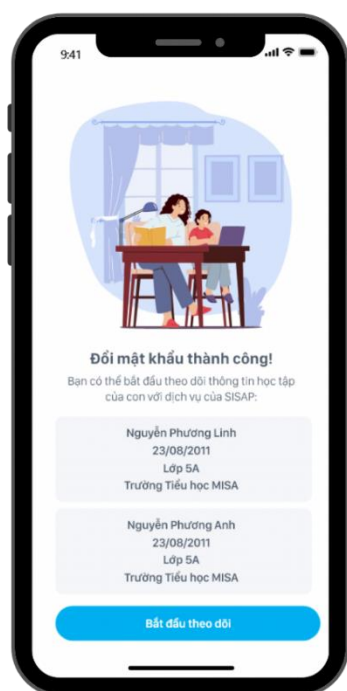 9:41
Đổi mật khẩu thành công!
Bạn có thể bắt đầu theo dõi thông tin học tập
của con với dịch vụ của SISAP:
Nguyễn Phương Linh
23/08/2011
Lớp 5A
Trường Tiểu học MISA
Nguyễn Phương Anh
23/08/2011
Lớp 5A
Trường Tiểu học MISA
Bắt đầu theo dõi